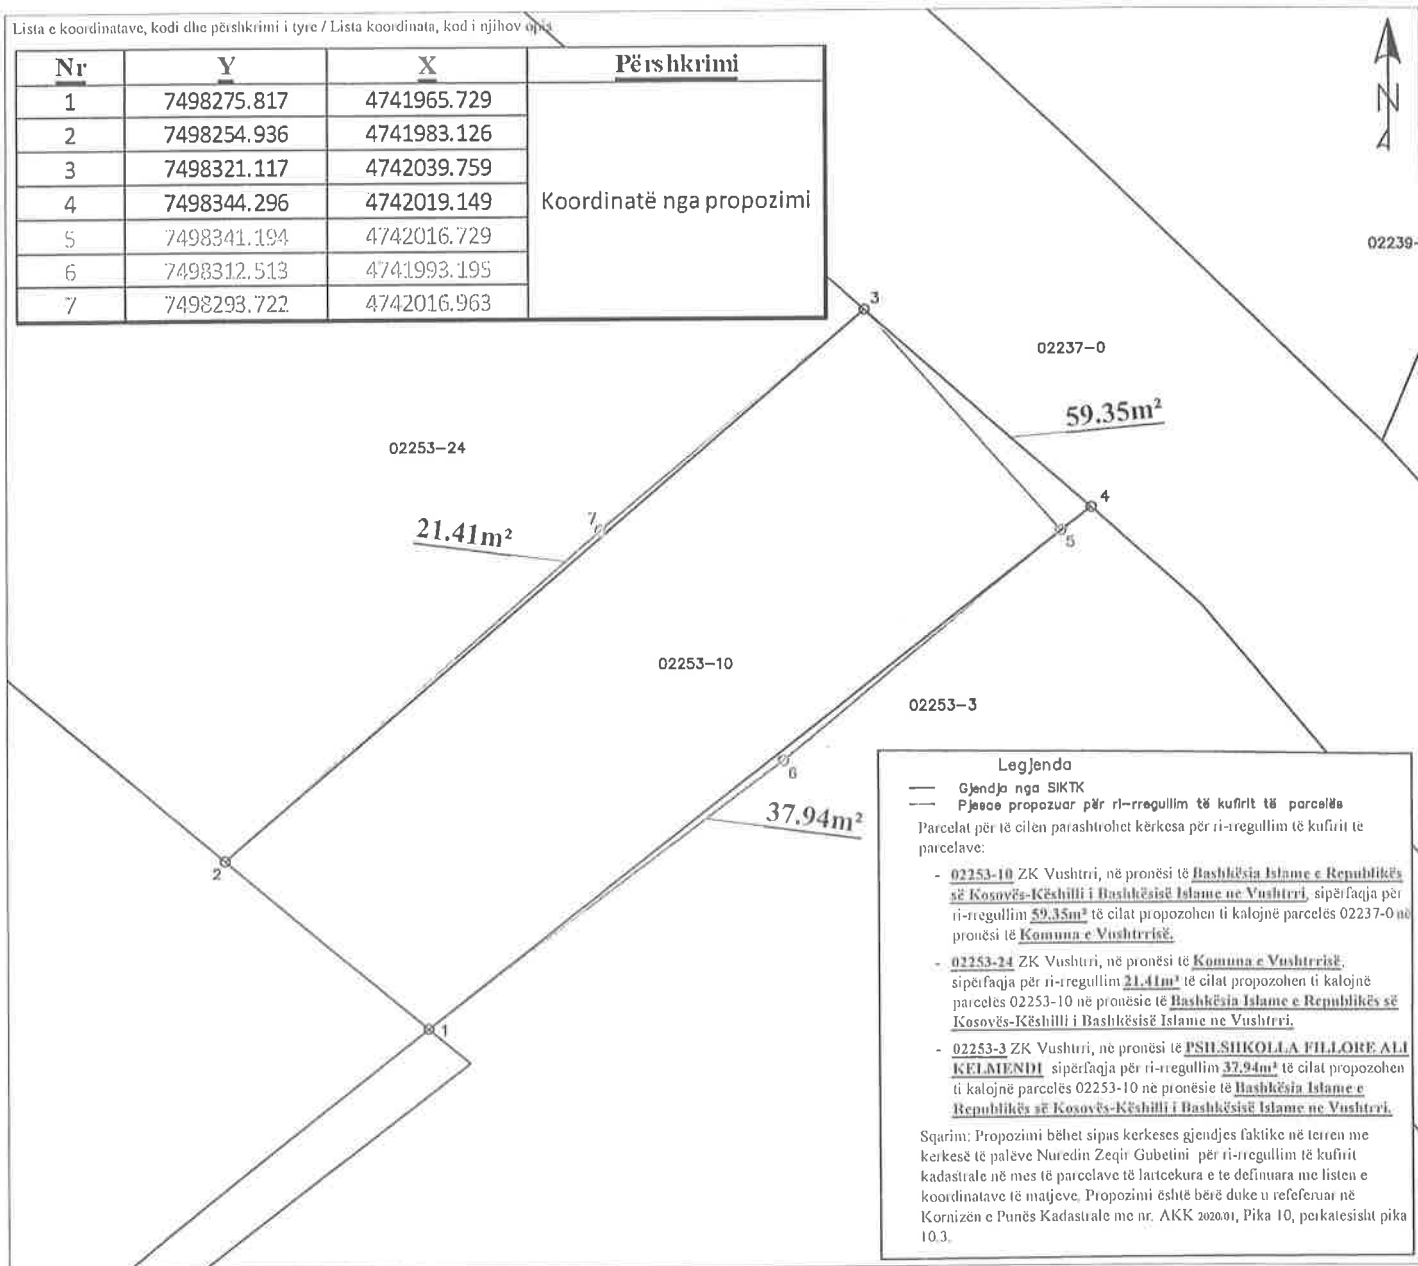 Lista e koordinatave, kodi dhe përshkrimi i tyre / Lista koordinata, kod i njihov opis
Nr Y X Përshkrimi
1 7498275.817 4741965.729
2 7498254.936 4741983.126
3 7498321.117 4742039.759
4 7498344.296 4742019.149
Koordinatë nga propozimi
5 7498341.194 4742016.729
6 7498312.513 4741993.195
7 7498293.722 4742016.963
N
02239-
3
02237-0
59.35m²
02253-24
4
7
21.41m²
5
02253-10
02253-3
6
37.94m²
2
1
Legjenda
Gjendja nga SIKTK
Pjesae propozuar për ri-rregullim të kufirit të parcelës
Parcelat për të cilën parashtrohet kërkesa për ri-rregullim të kufirit të
parcelave:
- 02253-10 ZK Vushtrri, në pronësi të Bashkësia Islame e Republikës
së Kosovës-Këshilli i Bashkësisë Islame ne Vushtrri, sipërfaqja për
ri-rregullim 59.35m² të cilat propozohen ti kalojnë parcelës 02237-0 në
pronësi të Komuna e Vushtrrisë.
- 02253-24 ZK Vushtrri, në pronësi të Komuna e Vushtrrisë,
sipërfaqja për ri-rregullim 21.41m² të cilat propozohen ti kalojnë
parcelës 02253-10 në pronësie të Bashkësia Islame e Republikës së
Kosovës-Këshilli i Bashkësisë Islame ne Vushtrri.
- 02253-3 ZK Vushtrri, në pronësi të PSH.SHKOLLA FILLORE ALI
KELMENDI sipërfaqja për ri-rregullim 37.94m² të cilat propozohen
ti kalojnë parcelës 02253-10 në pronësie të Bashkësia Islame e
Republikës së Kosovës-Këshilli i Bashkësisë Islame ne Vushtrri.
Sqarim: Propozimi bëhet sipas kerkeses gjendjes faktike në terren me
kerkesë të palëve Nuredin Zeqir Gubetini për ri-rregullim të kufirit
kadastrale në mes të parcelave të lartcekura e te definuara me listen e
koordinatave të matjeve. Propozimi është bërë duke u refeferuar në
Kornizën e Punës Kadastrale me nr. AKK 2020.01, Pika 10, perkatesisht pika
10.3.